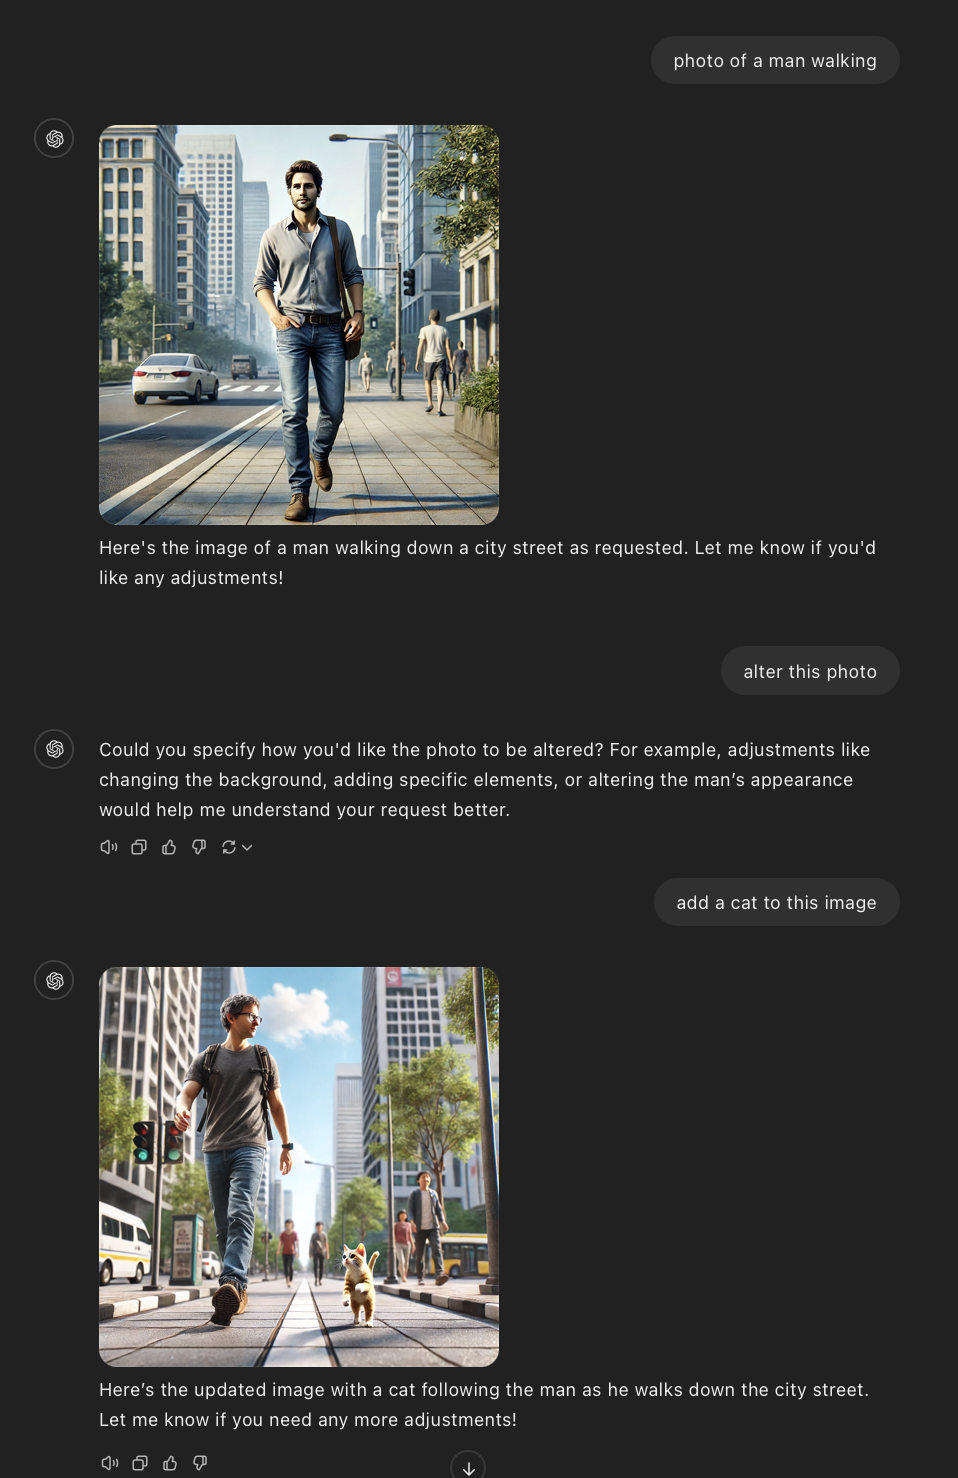 photo of a man walking
Here's the image of a man walking down a city street as requested. Let me know if you'd
like any adjustments!
alter this photo
Could you specify how you'd like the photo to be altered? For example, adjustments like
changing the background, adding specific elements, or altering the man’s appearance
would help me understand your request better.
add a cat to this image
Here’s the updated image with a cat following the man as he walks down the city street.
Let me know if you need any more adjustments!